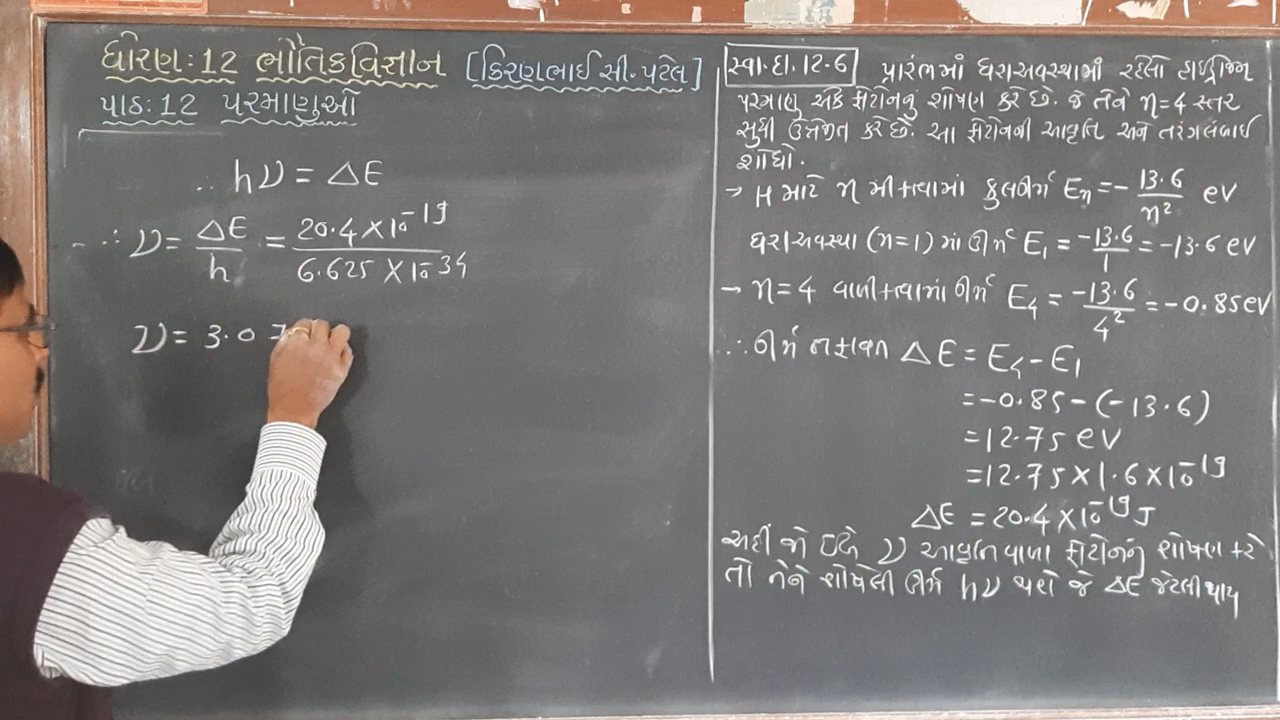 ધોરણ:12 ભૌતિકવિજ્ઞાન [કિરણભાઈ સી. પટેલ]
પાઠ:12 પરમાણુઓ
∴ hν = ΔE
∴ ν = ΔE/h = 20.4 × 10⁻¹⁹ / 6.625 × 10⁻³⁴
ν = 3.07
સ્વા.દા.12.6 પ્રારંભમાં ધરાઅવસ્થામાં રહેલો હાઈડ્રોજન
પરમાણુ એક ફોટોનનું શોષણ કરે છે. જે તેને n=4 સ્તર
સુધી ઉત્તેજીત કરે છે. આ ફોટોનની આવૃતિ અને તરંગલંબાઈ
શોધો.
→ H માટે n મી કક્ષામાં કુલઊર્જા Eₙ = - 13.6/n² eV
ધરાઅવસ્થા (n=1) માં ઊર્જા E₁ = -13.6/1 = -13.6 eV
→ n=4 વાળી કક્ષામાં ઊર્જા E₄ = -13.6/4² = -0.85 eV
∴ ઊર્જા તફાવત ΔE = E₄ - E₁
= -0.85 - (-13.6)
= 12.75 eV
= 12.75 × 1.6 × 10⁻¹⁹
ΔE = 20.4 × 10⁻¹⁹ J
અહીં જો ν આવૃતિવાળા ફોટોનનું શોષણ કરે
તો તેને શોષેલી ઊર્જા hν થશે જે ΔE જેટલી થાય